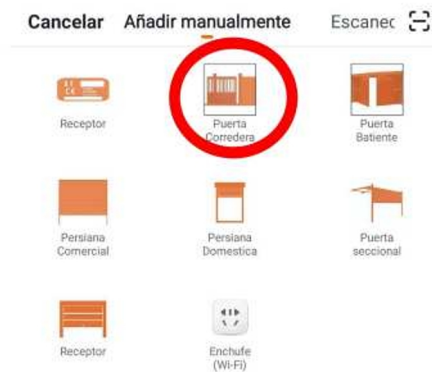 Cancelar Añadir manualmente Escanec
Receptor
Puerta
Corredera
Puerta
Batiente
Persiana
Comercial
Persiana
Domestica
Puerta
seccional
Receptor
Enchufe
(Wi-Fi)